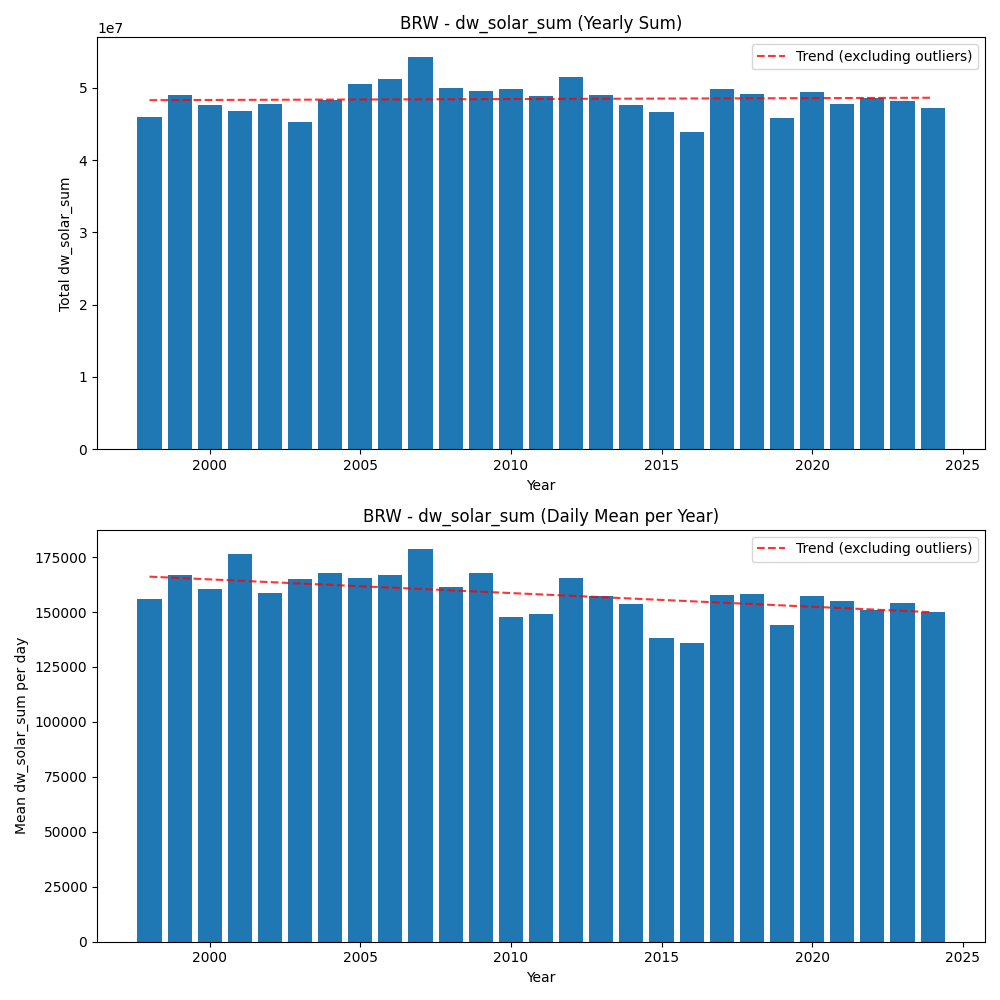 BRW - dw_solar_sum (Yearly Sum)
1e7
Trend (excluding outliers)
5
4
3
2
1
0
Total dw_solar_sum
2000 2005 2010 2015 2020 2025
Year
BRW - dw_solar_sum (Daily Mean per Year)
Trend (excluding outliers)
175000
150000
125000
100000
75000
50000
25000
0
Mean dw_solar_sum per day
2000 2005 2010 2015 2020 2025
Year